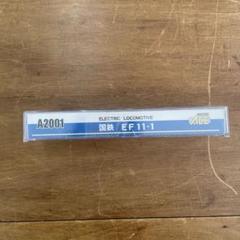 A2001
ELECTRIC LOCOMOTIVE
国鉄 EF11-1